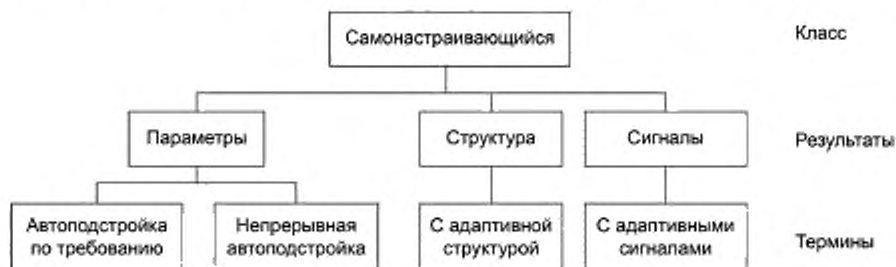 Самонастраивающийся
Класс
Параметры
Структура
Сигналы
Результаты
Автоподстройка
по требованию
Непрерывная
автоподстройка
С адаптивной
структурой
С адаптивными
сигналами
Термины